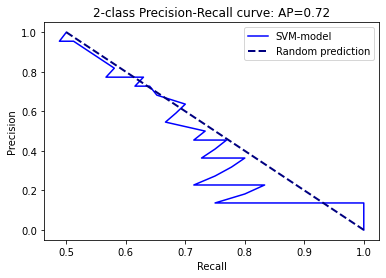 2-class Precision-Recall curve: AP=0.72
SVM-model
Random prediction
Precision
1.0
0.8
0.6
0.4
0.2
0.0
0.5 0.6 0.7 0.8 0.9 1.0
Recall